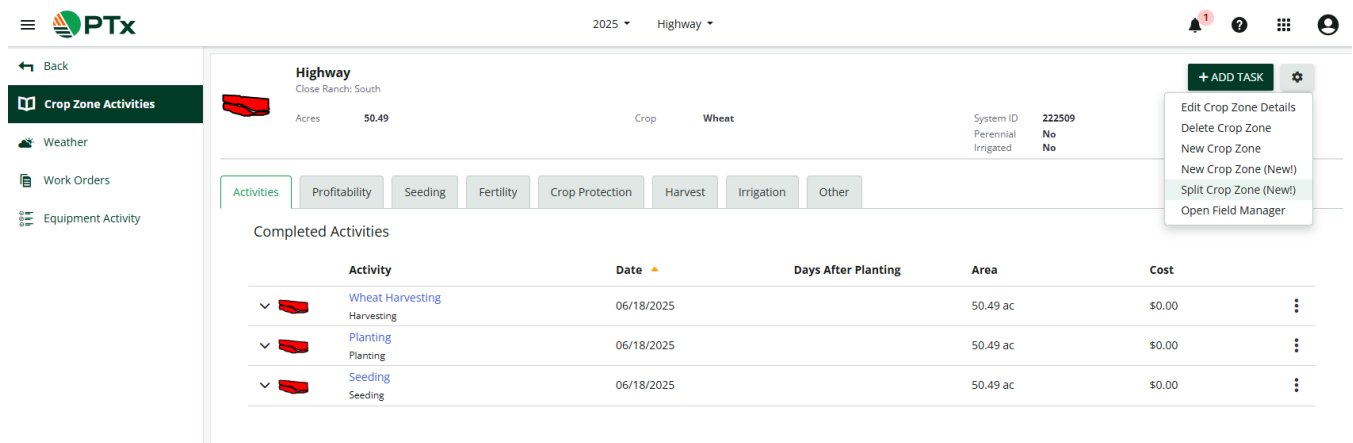 PTx
2025
Highway
1
Back
Crop Zone Activities
Weather
Work Orders
Equipment Activity
Highway
Close Ranch: South
Acres 50.49
Crop Wheat
System ID 222509
Perennial No
Irrigated No
+ ADD TASK
Edit Crop Zone Details
Delete Crop Zone
New Crop Zone
New Crop Zone (New!)
Split Crop Zone (New!)
Open Field Manager
Activities Profitability Seeding Fertility Crop Protection Harvest Irrigation Other
Completed Activities
Activity Date Days After Planting Area Cost
Wheat Harvesting 06/18/2025 50.49 ac $0.00
Harvesting
Planting 06/18/2025 50.49 ac $0.00
Planting
Seeding 06/18/2025 50.49 ac $0.00
Seeding